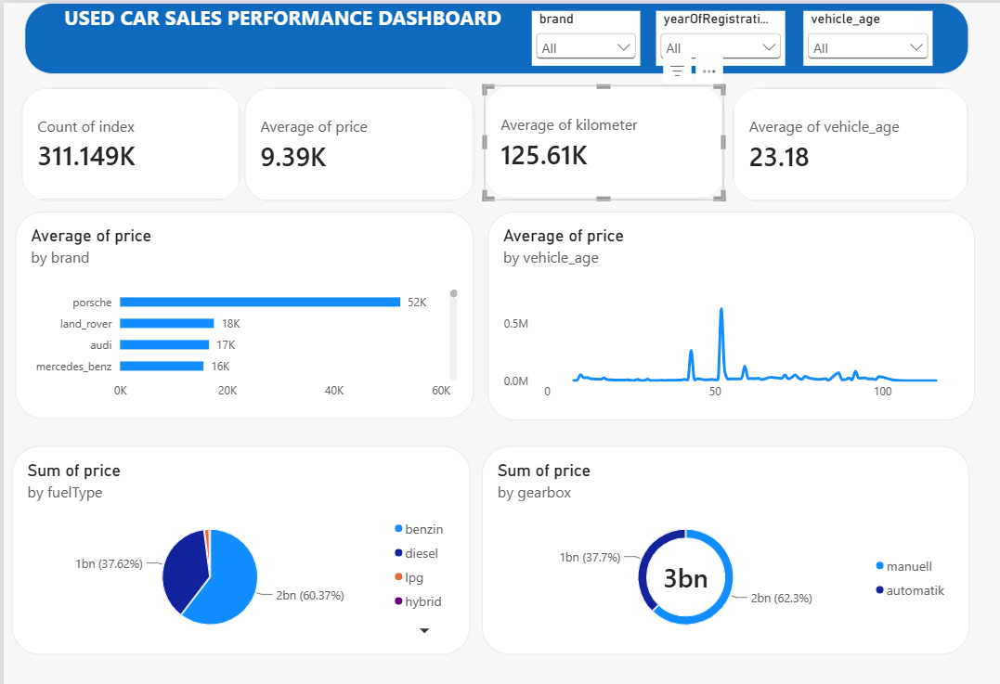 USED CAR SALES PERFORMANCE DASHBOARD
brand
All
yearOfRegistrati...
All
vehicle_age
All
Count of index
311.149K
Average of price
9.39K
Average of kilometer
125.61K
Average of vehicle_age
23.18
Average of price
by brand
porsche 52K
land_rover 18K
audi 17K
mercedes_benz 16K
0K 20K 40K 60K
Average of price
by vehicle_age
0.5M
0.0M
0 50 100
Sum of price
by fuelType
1bn (37.62%)
2bn (60.37%)
benzin
diesel
lpg
hybrid
Sum of price
by gearbox
1bn (37.7%)
3bn
2bn (62.3%)
manuell
automatik